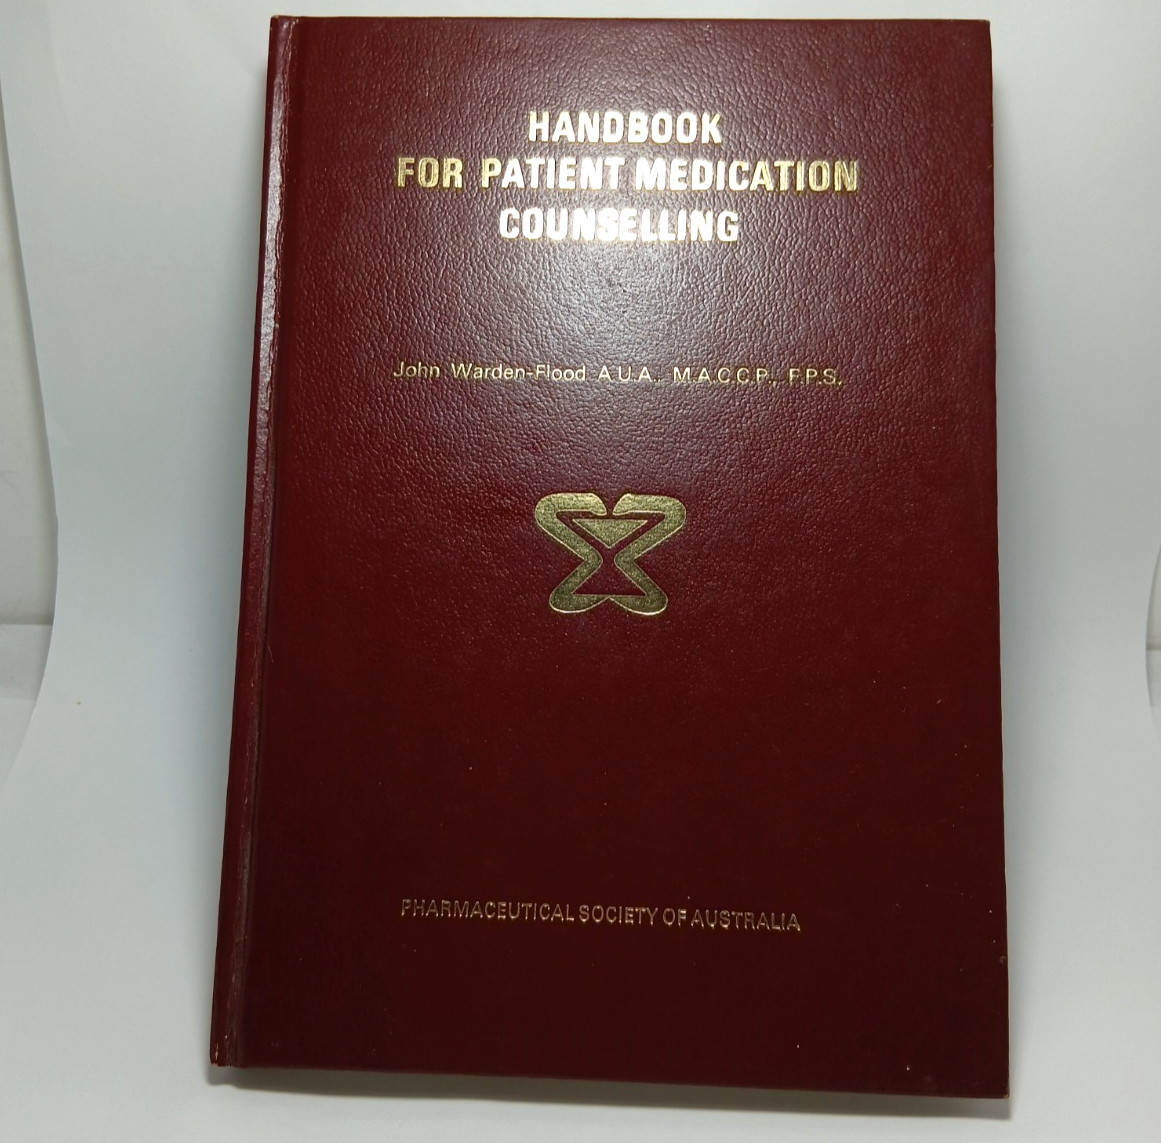 HANDBOOK
FOR PATIENT MEDICATION
COUNSELLING
John Warden-Flood A.U.A., M.A.C.C.P., F.P.S.
PHARMACEUTICAL SOCIETY OF AUSTRALIA